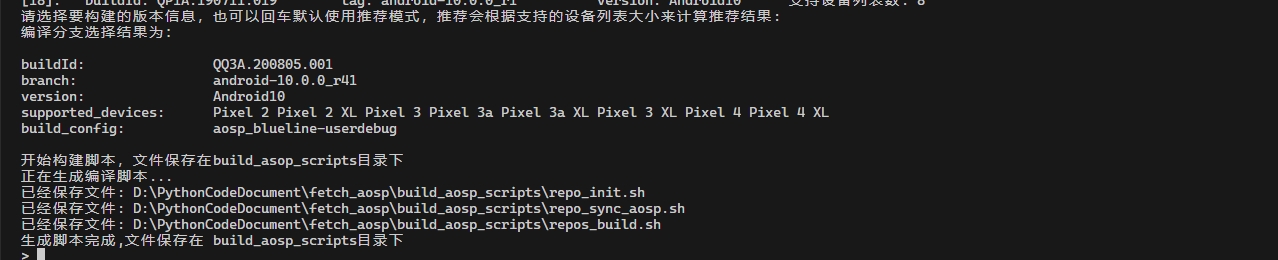 [18]: buildId: QP1A.190711.019 tag: android-10.0.0_r1 version: Android10 支持设备列表数: 8
请选择要构建的版本信息，也可以回车默认使用推荐模式，推荐会根据支持的设备列表大小来计算推荐结果:
编译分支选择结果为:
buildId: QQ3A.200805.001
branch: android-10.0.0_r41
version: Android10
supported_devices: Pixel 2 Pixel 2 XL Pixel 3 Pixel 3a Pixel 3a XL Pixel 3 XL Pixel 4 Pixel 4 XL
build_config: aosp_blueline-userdebug
开始构建脚本，文件保存在build_asop_scripts目录下
正在生成编译脚本...
已经保存文件: D:\PythonCodeDocument\fetch_aosp\build_aosp_scripts\repo_init.sh
已经保存文件: D:\PythonCodeDocument\fetch_aosp\build_aosp_scripts\repo_sync_aosp.sh
已经保存文件: D:\PythonCodeDocument\fetch_aosp\build_aosp_scripts\repos_build.sh
生成脚本完成,文件保存在 build_aosp_scripts目录下
>